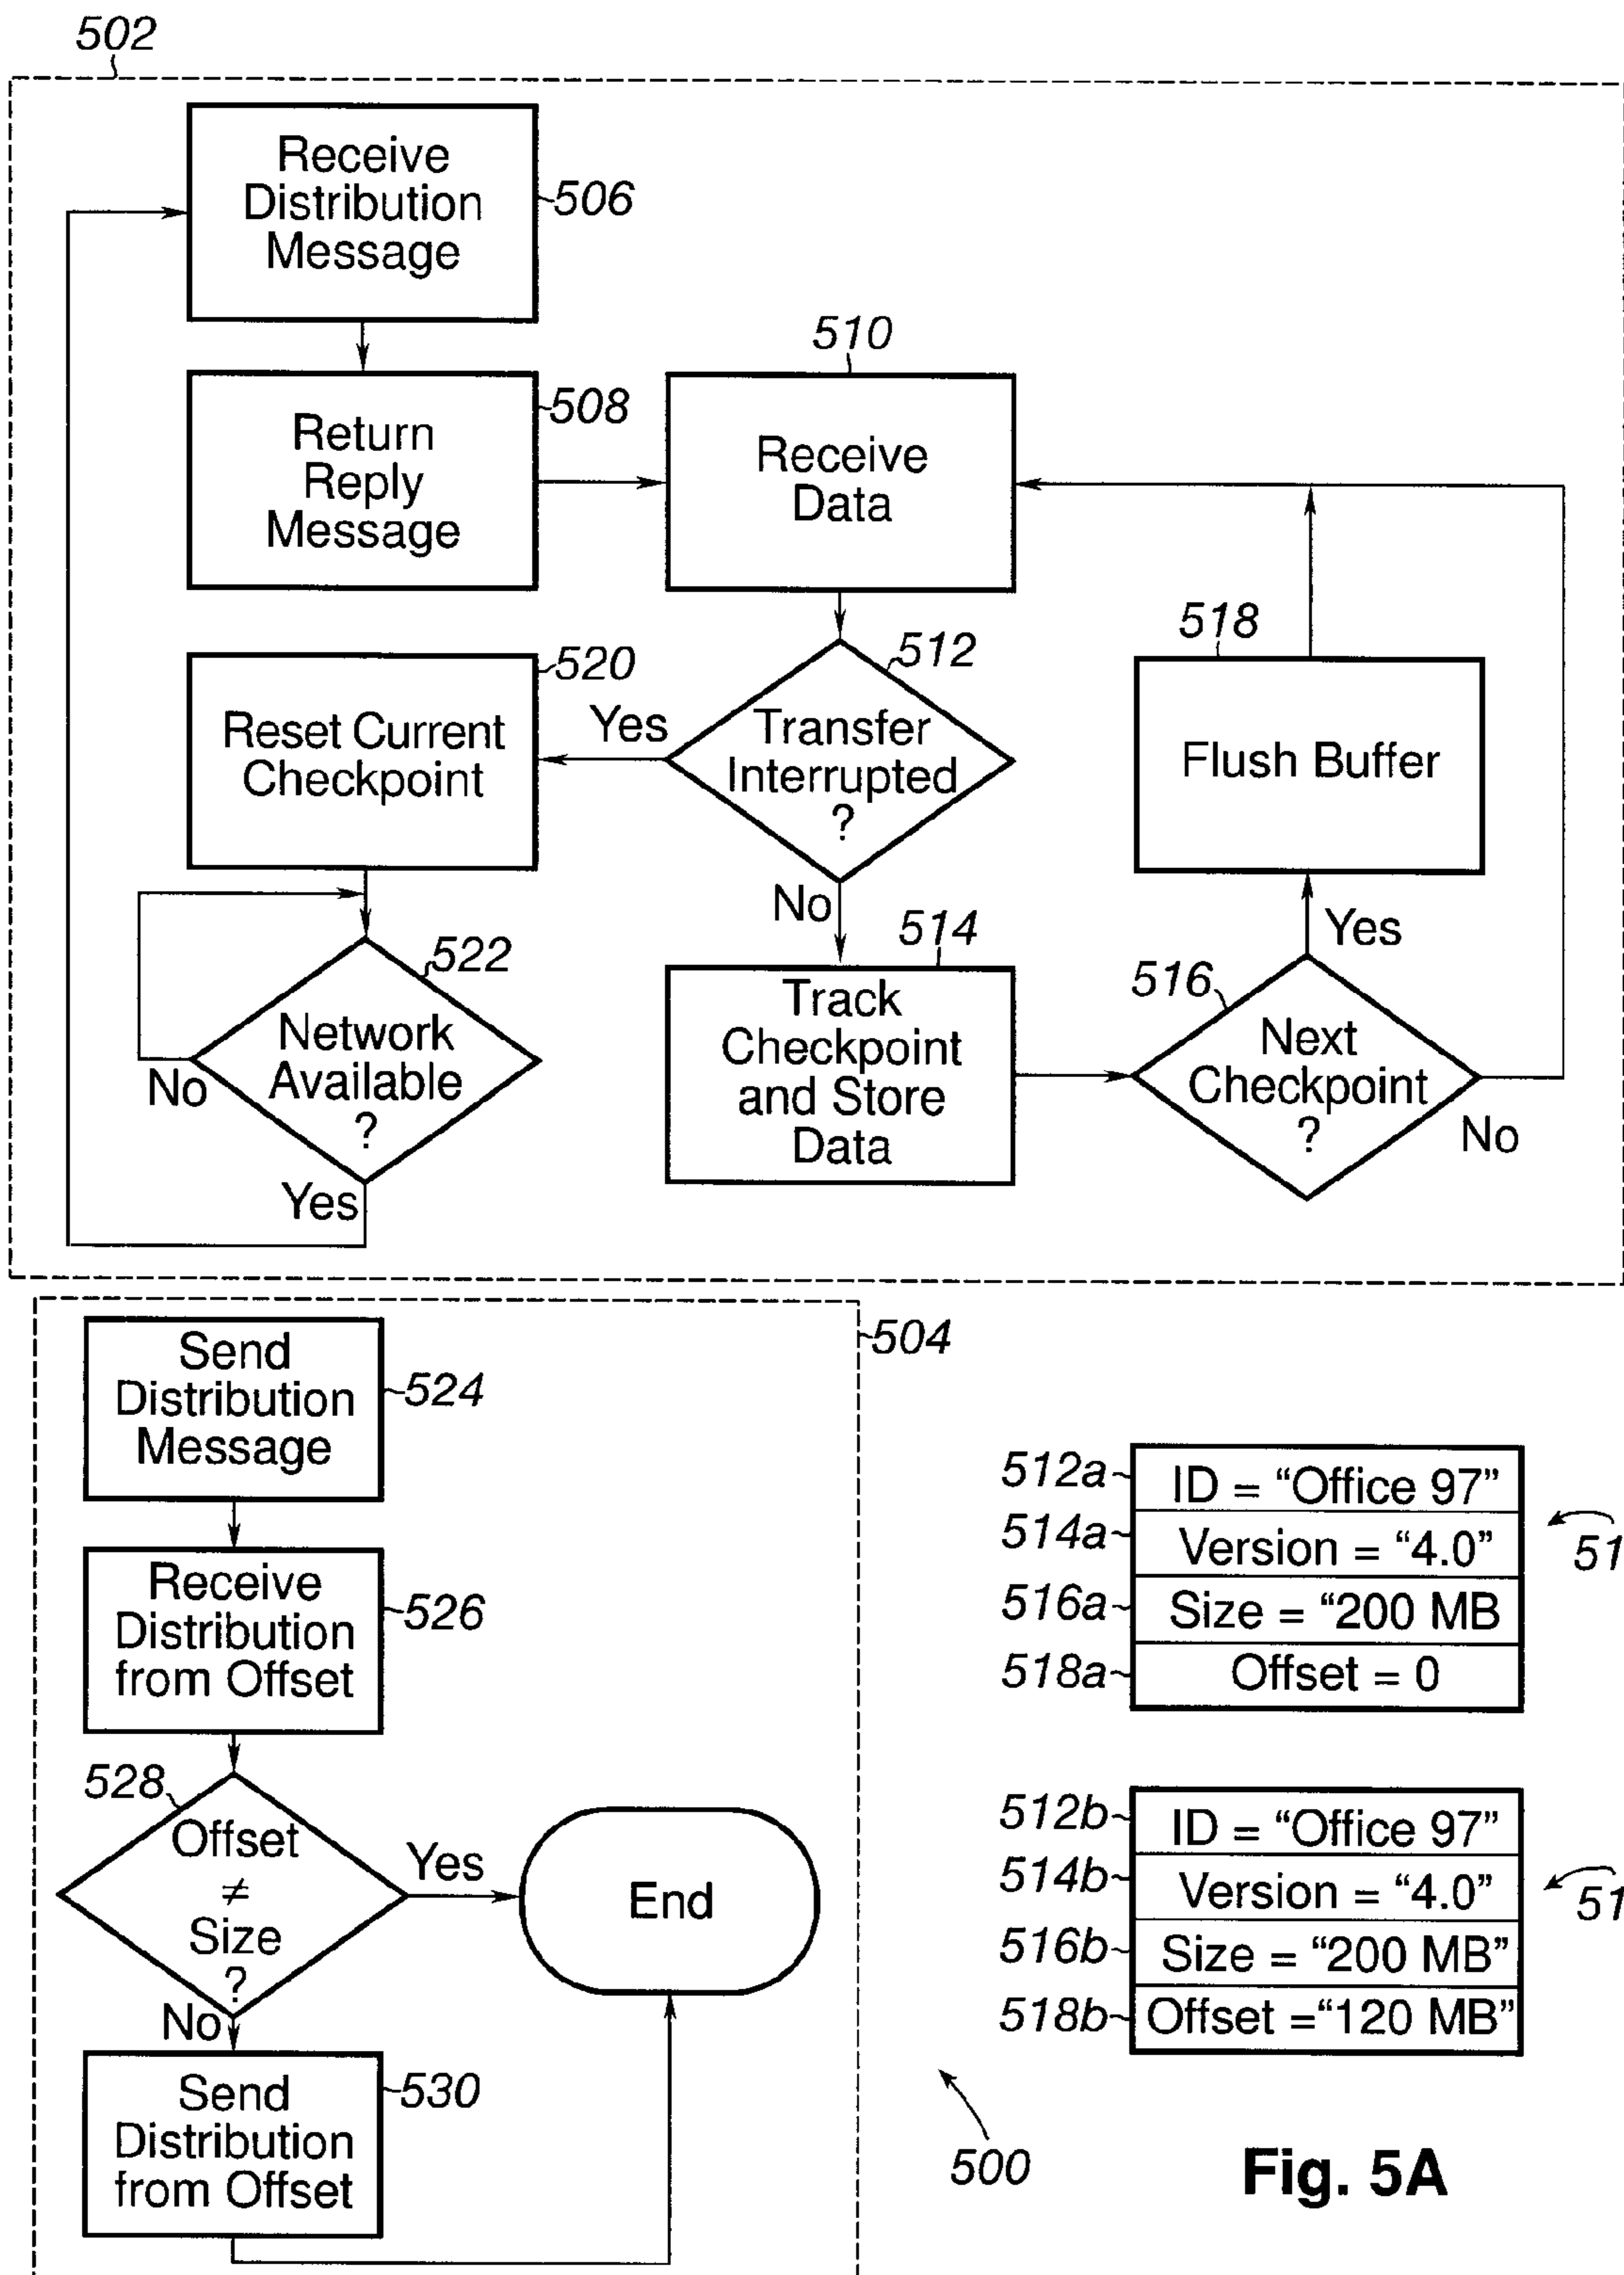 502
Receive
Distribution
Message
506
Return
Reply
Message
508
510
Receive
Data
520
Reset Current
Checkpoint
Yes
512
Transfer
Interrupted
?
No
518
Flush Buffer
522
Network
Available
?
No
Yes
514
Track
Checkpoint
and Store
Data
516
Yes
Next
Checkpoint
?
No
504
Send
Distribution
Message
524
Receive
Distribution
from Offset
526
528
Offset
≠
Size
?
Yes
End
No
Send
Distribution
from Offset
530
512a
ID = “Office 97”
514a
Version = “4.0”
51
516a
Size = “200 MB
518a
Offset = 0
512b
ID = “Office 97”
514b
Version = “4.0”
51
516b
Size = “200 MB”
518b
Offset =“120 MB”
500
Fig. 5A